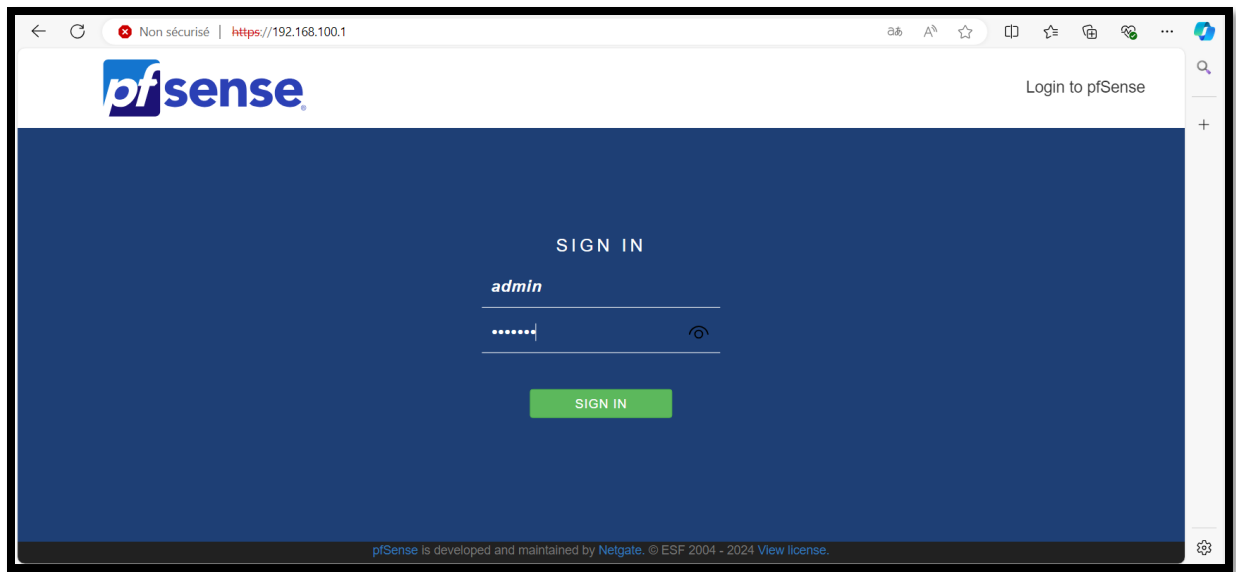 Non sécurisé | https://192.168.100.1
pfsense®
Login to pfSense
SIGN IN
admin
•••••••
SIGN IN
pfSense is developed and maintained by Netgate. © ESF 2004 - 2024 View license.